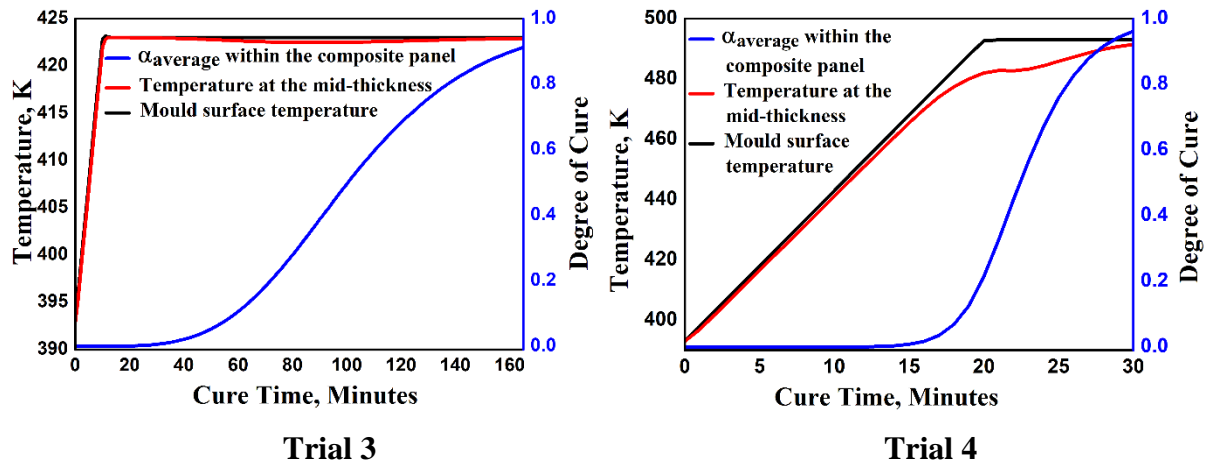 425
420
415
410
405
400
395
390
Temperature, K
α average within the composite panel
Temperature at the mid-thickness
Mould surface temperature
1.0
0.8
0.6
0.4
0.2
0.0
Degree of Cure
0 20 40 60 80 100 120 140 160
Cure Time, Minutes
Trial 3
500
480
460
440
420
400
Temperature, K
α average within the
composite panel
Temperature at the
mid-thickness
Mould surface
temperature
1.0
0.8
0.6
0.4
0.2
0.0
Degree of Cure
0 5 10 15 20 25 30
Cure Time, Minutes
Trial 4